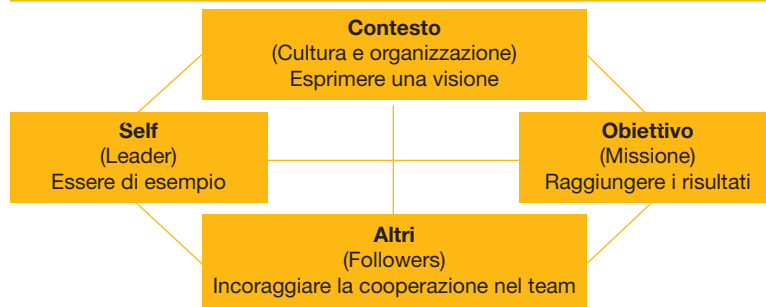 Contesto
(Cultura e organizzazione)
Esprimere una visione
Self
(Leader)
Essere di esempio
Obiettivo
(Missione)
Raggiungere i risultati
Altri
(Followers)
Incoraggiare la cooperazione nel team